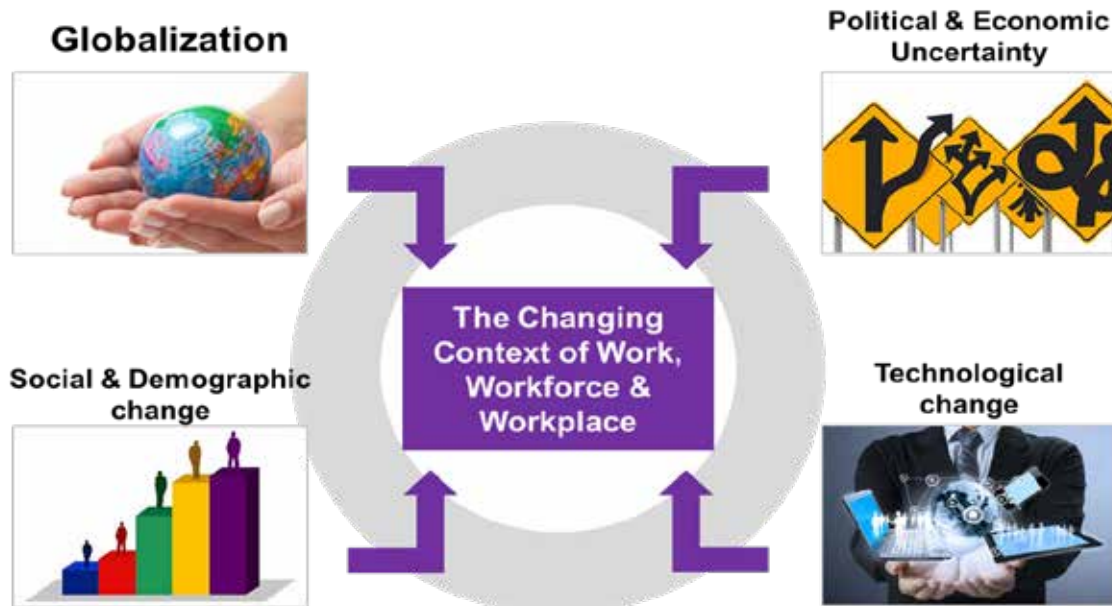 Globalization
Political & Economic
Uncertainty
The Changing
Context of Work,
Workforce &
Workplace
Social & Demographic
change
Technological
change